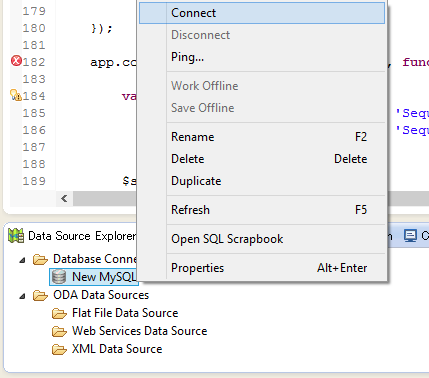 179
180 });
181
182 app.co , func
183
184 va
185 'Sequ
186 'Sequ
187
188
189 $s
Connect
Disconnect
Ping...
Work Offline
Save Offline
Rename F2
Delete Delete
Duplicate
Refresh F5
Open SQL Scrapbook
Properties Alt+Enter
Data Source Explorer
Database Conne
New MySQL
ODA Data Sources
Flat File Data Source
Web Services Data Source
XML Data Source